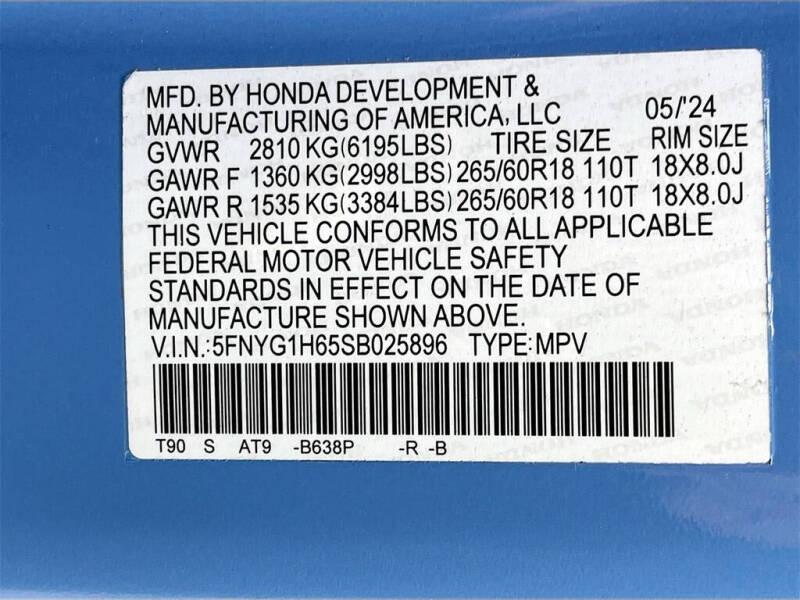 MFD. BY HONDA DEVELOPMENT &
MANUFACTURING OF AMERICA, LLC 05/'24
GVWR 2810 KG(6195LBS) TIRE SIZE RIM SIZE
GAWR F 1360 KG(2998LBS) 265/60R18 110T 18X8.0J
GAWR R 1535 KG(3384LBS) 265/60R18 110T 18X8.0J
THIS VEHICLE CONFORMS TO ALL APPLICABLE
FEDERAL MOTOR VEHICLE SAFETY
STANDARDS IN EFFECT ON THE DATE OF
MANUFACTURE SHOWN ABOVE.
V.I.N.:5FNYG1H65SB025896 TYPE:MPV
T90 S AT9 -B638P -R -B